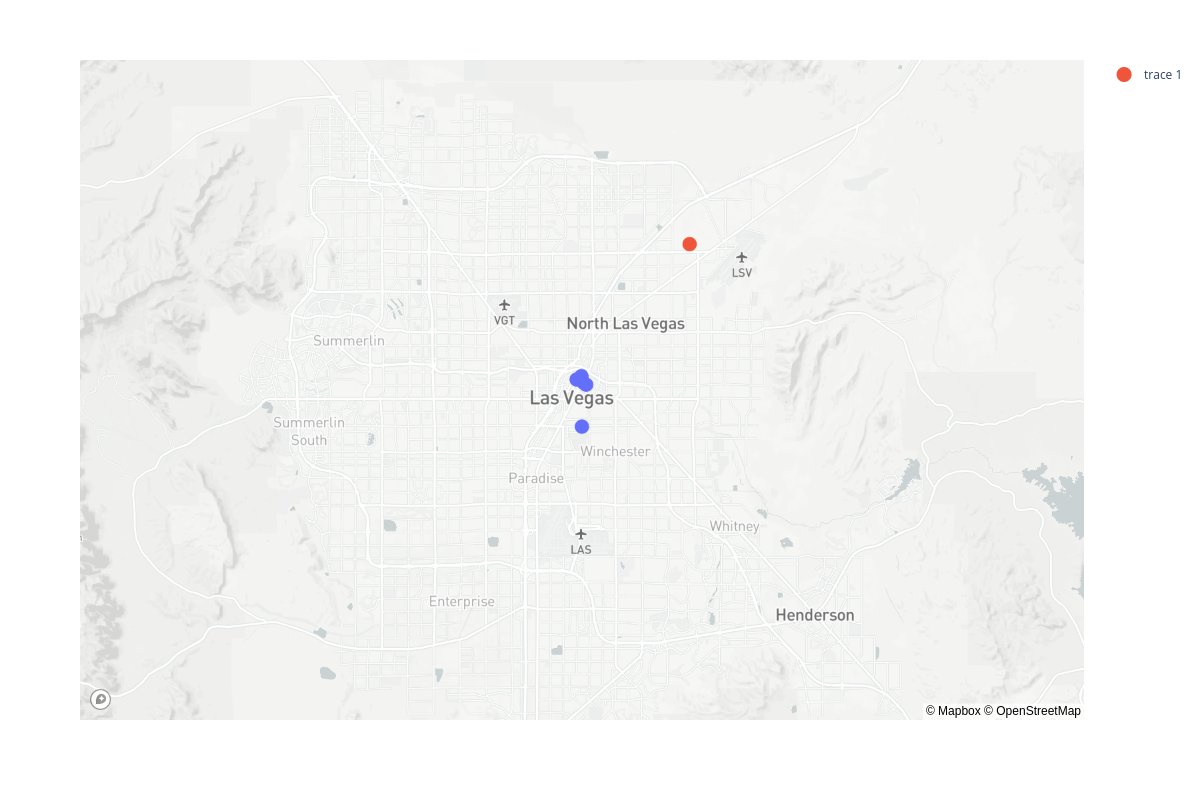 trace 1
LSV
VGT
North Las Vegas
Summerlin
Las Vegas
Summerlin
South
Winchester
Paradise
Whitney
LAS
Enterprise
Henderson
© Mapbox © OpenStreetMap